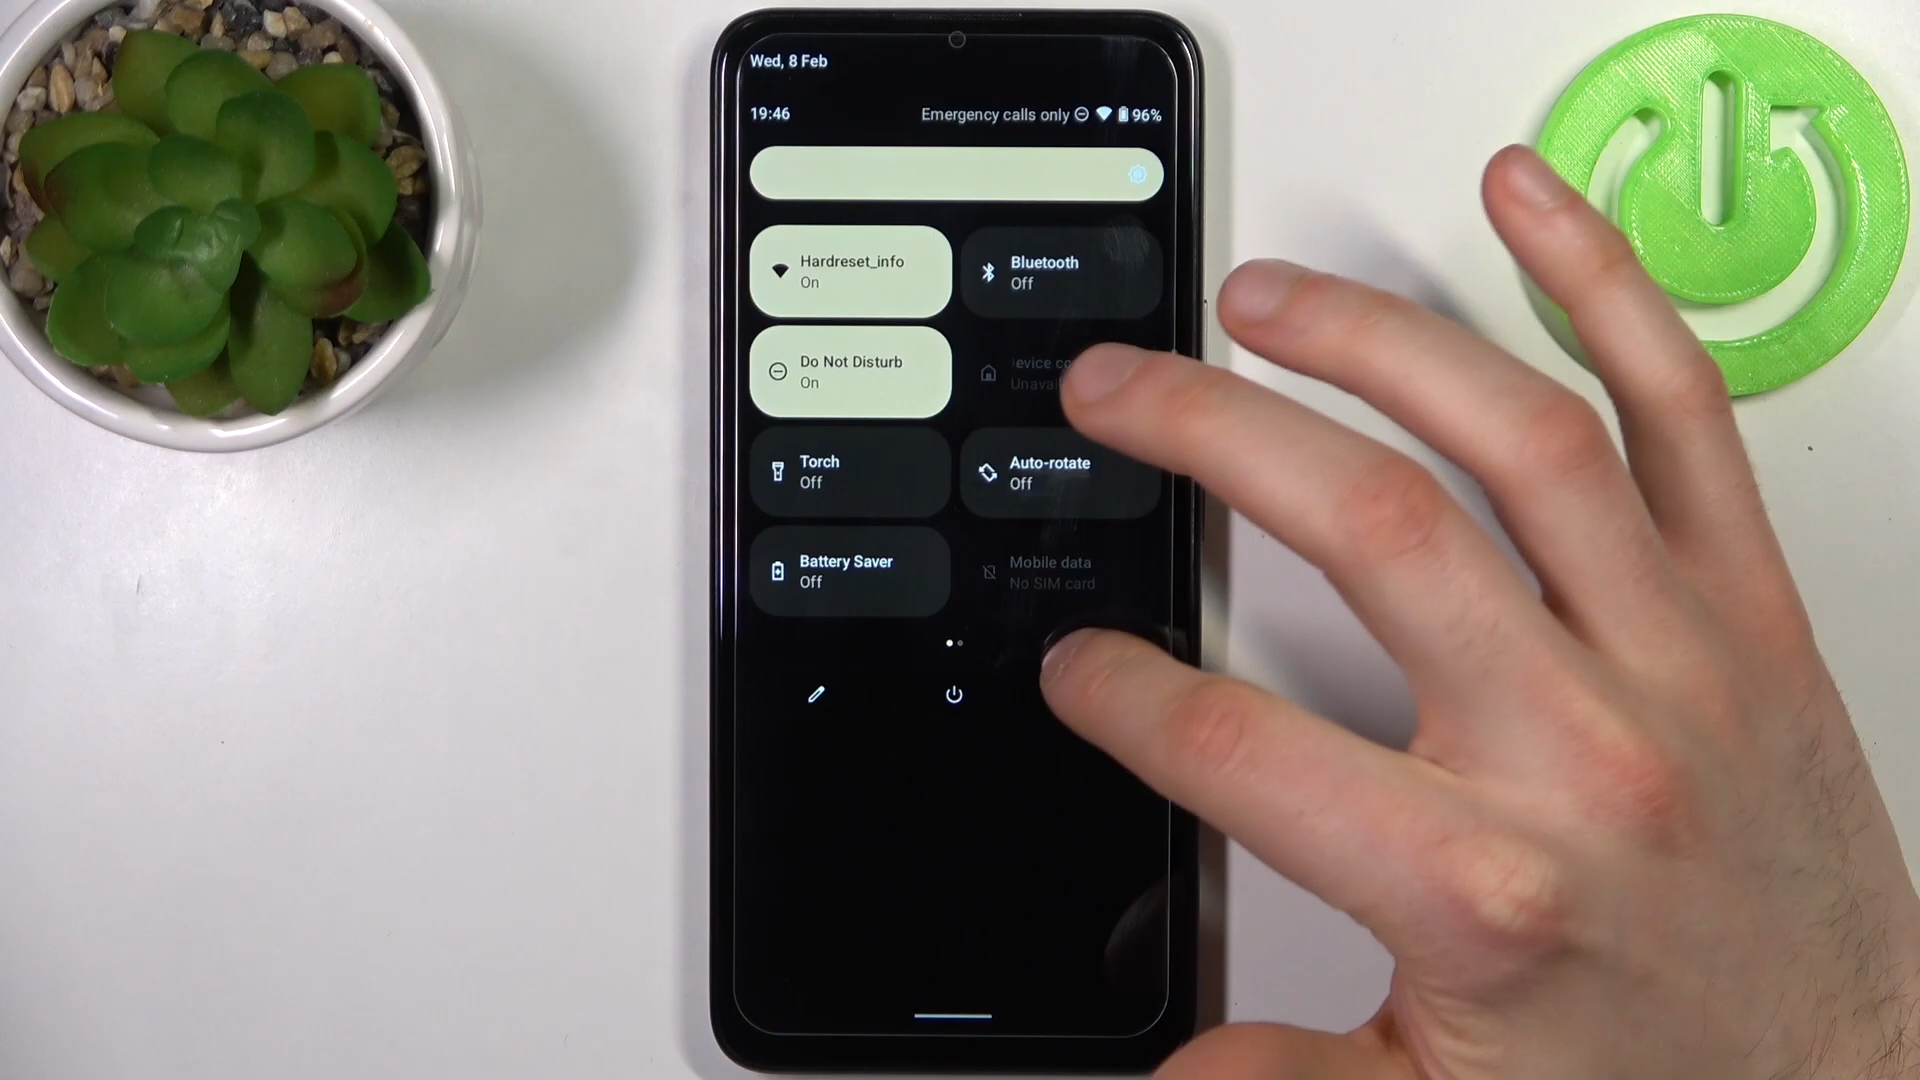 Wed, 8 Feb
19:46
Emergency calls only
96%
Hardreset_info
On
Bluetooth
Off
Do Not Disturb
On
Torch
Off
Auto-rotate
Off
Battery Saver
Off
Mobile data
No SIM card